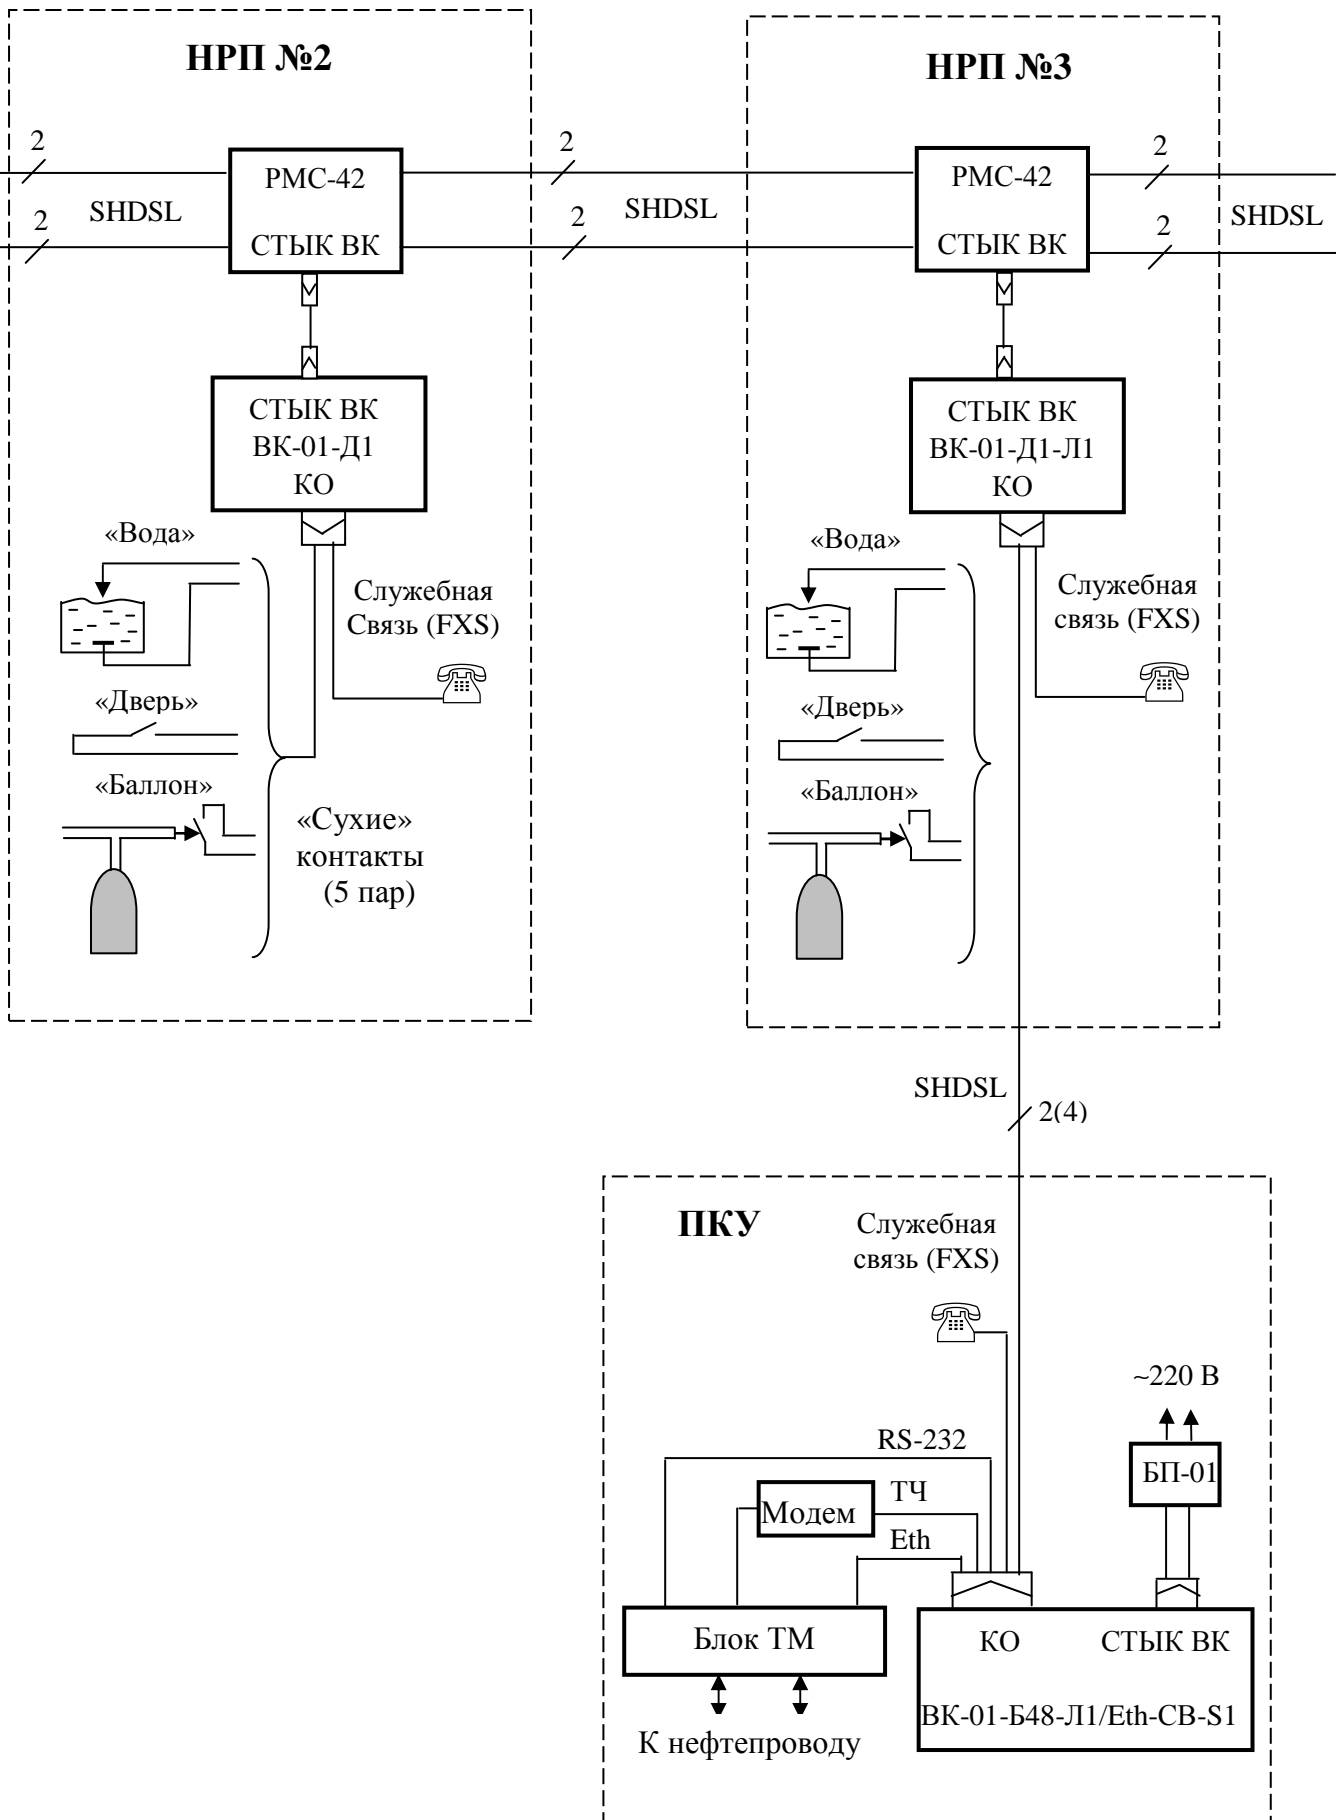 НРП №2
НРП №3
2
2
2
РМС-42
РМС-42
SHDSL
SHDSL
SHDSL
2
2
2
СТЫК ВК
СТЫК ВК
СТЫК ВК
ВК-01-Д1
КО
СТЫК ВК
ВК-01-Д1-Л1
КО
«Вода»
Служебная
Связь (FXS)
«Дверь»
«Баллон»
«Сухие»
контакты
(5 пар)
«Вода»
Служебная
связь (FXS)
«Дверь»
«Баллон»
SHDSL
2(4)
ПКУ
Служебная
связь (FXS)
~220 В
БП-01
RS-232
ТЧ
Модем
Eth
Блок ТМ
КО
СТЫК ВК
ВК-01-Б48-Л1/Eth-СВ-S1
К нефтепроводу